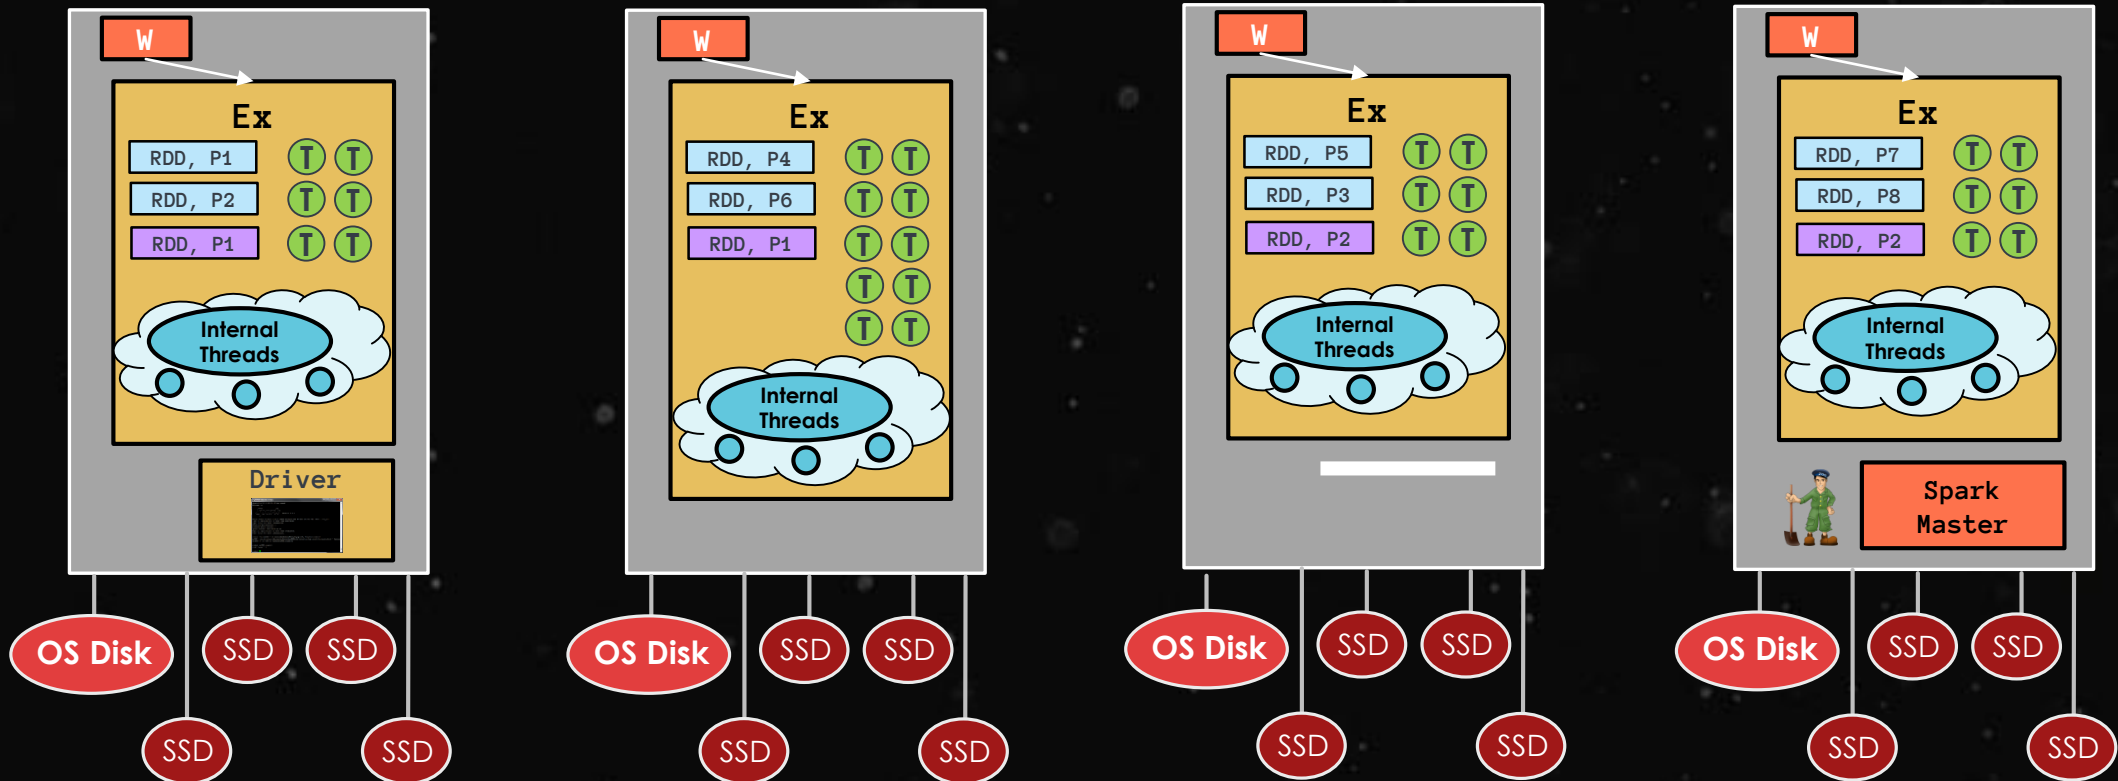 W
Ex
RDD, P1
T T
RDD, P2
T T
RDD, P1
T T
Internal
Threads
Driver
OS Disk
SSD
SSD
SSD
SSD
W
Ex
RDD, P4
T T
RDD, P6
T T
RDD, P1
T T
T T
T T
Internal
Threads
OS Disk
SSD
SSD
SSD
SSD
W
Ex
RDD, P5
T T
RDD, P3
T T
RDD, P2
T T
Internal
Threads
OS Disk
SSD
SSD
SSD
SSD
W
Ex
RDD, P7
T T
RDD, P8
T T
RDD, P2
T T
Internal
Threads
Spark
Master
OS Disk
SSD
SSD
SSD
SSD